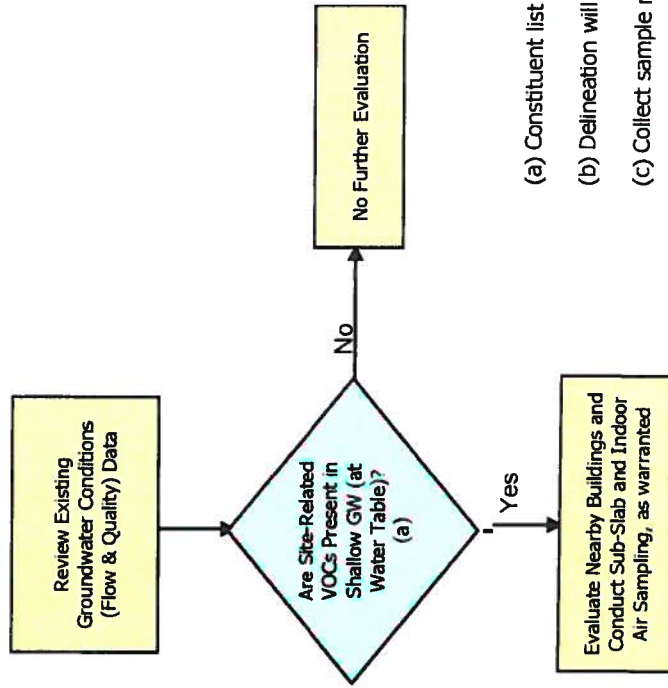 Review Existing
Groundwater Conditions
(Flow & Quality) Data
Are Site-Related
VOCs Present in
Shallow GW (at
Water Table)?
(a)
No
No Further Evaluation
Yes
Evaluate Nearby Buildings and
Conduct Sub-Slab and Indoor
Air Sampling, as warranted
(a) Constituent list
(b) Delineation will
(c) Collect sample